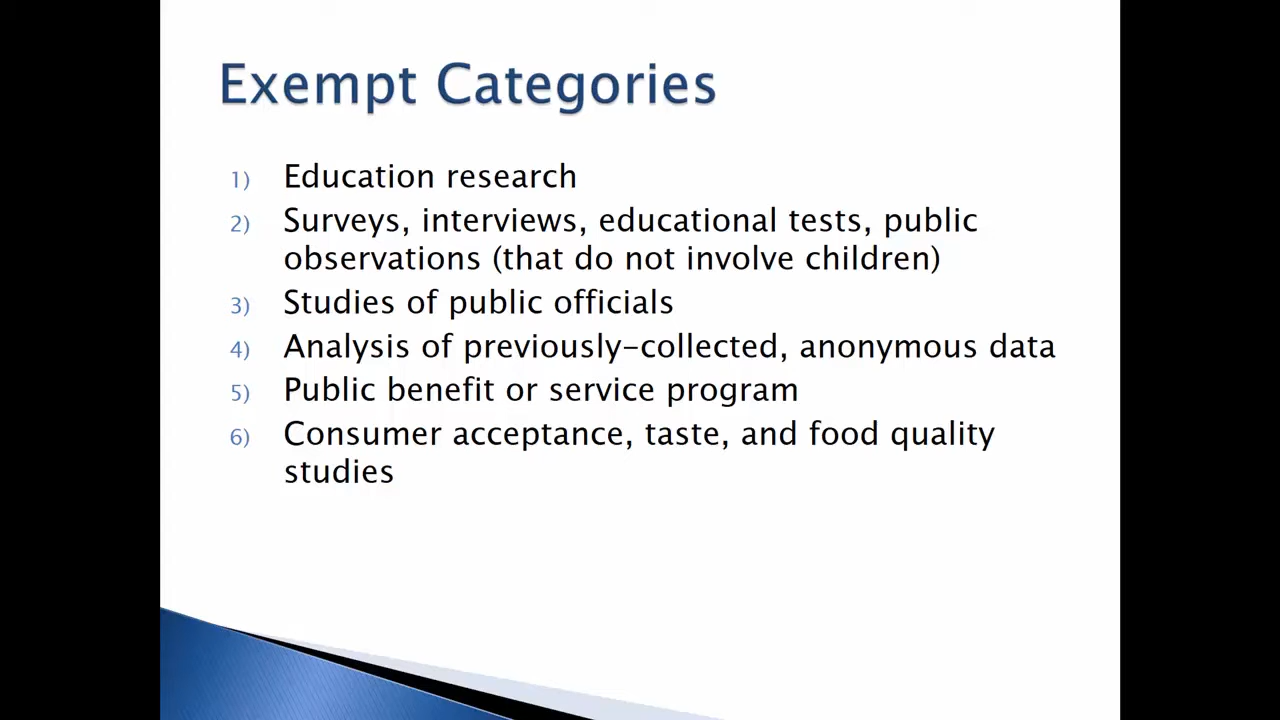 Exempt Categories
1) Education research
2) Surveys, interviews, educational tests, public
observations (that do not involve children)
3) Studies of public officials
4) Analysis of previously-collected, anonymous data
5) Public benefit or service program
6) Consumer acceptance, taste, and food quality
studies